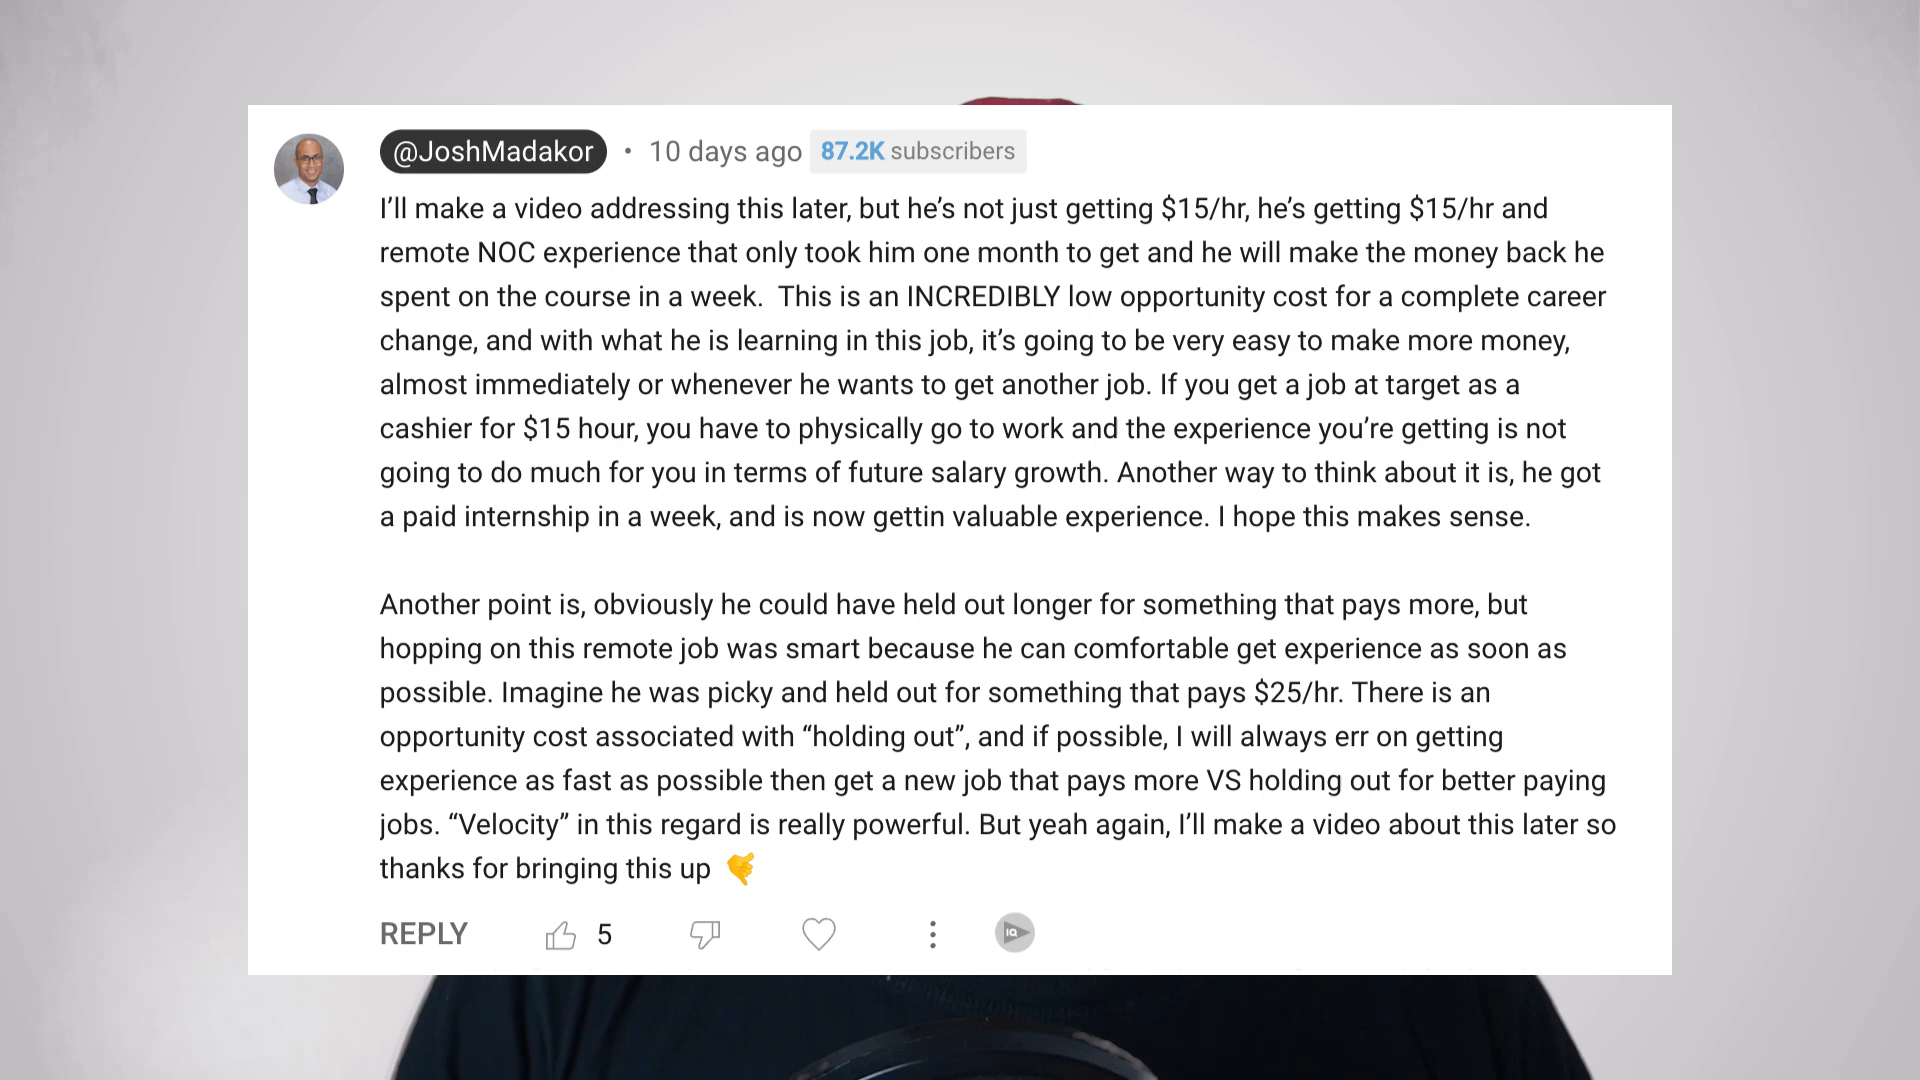 @JoshMadakor • 10 days ago 87.2K subscribers
I’ll make a video addressing this later, but he’s not just getting $15/hr, he’s getting $15/hr and
remote NOC experience that only took him one month to get and he will make the money back he
spent on the course in a week.  This is an INCREDIBLY low opportunity cost for a complete career
change, and with what he is learning in this job, it’s going to be very easy to make more money,
almost immediately or whenever he wants to get another job. If you get a job at target as a
cashier for $15 hour, you have to physically go to work and the experience you’re getting is not
going to do much for you in terms of future salary growth. Another way to think about it is, he got
a paid internship in a week, and is now gettin valuable experience. I hope this makes sense.
Another point is, obviously he could have held out longer for something that pays more, but
hopping on this remote job was smart because he can comfortable get experience as soon as
possible. Imagine he was picky and held out for something that pays $25/hr. There is an
opportunity cost associated with “holding out”, and if possible, I will always err on getting
experience as fast as possible then get a new job that pays more VS holding out for better paying
jobs. “Velocity” in this regard is really powerful. But yeah again, I’ll make a video about this later so
thanks for bringing this up 🤙
REPLY 5 IQ